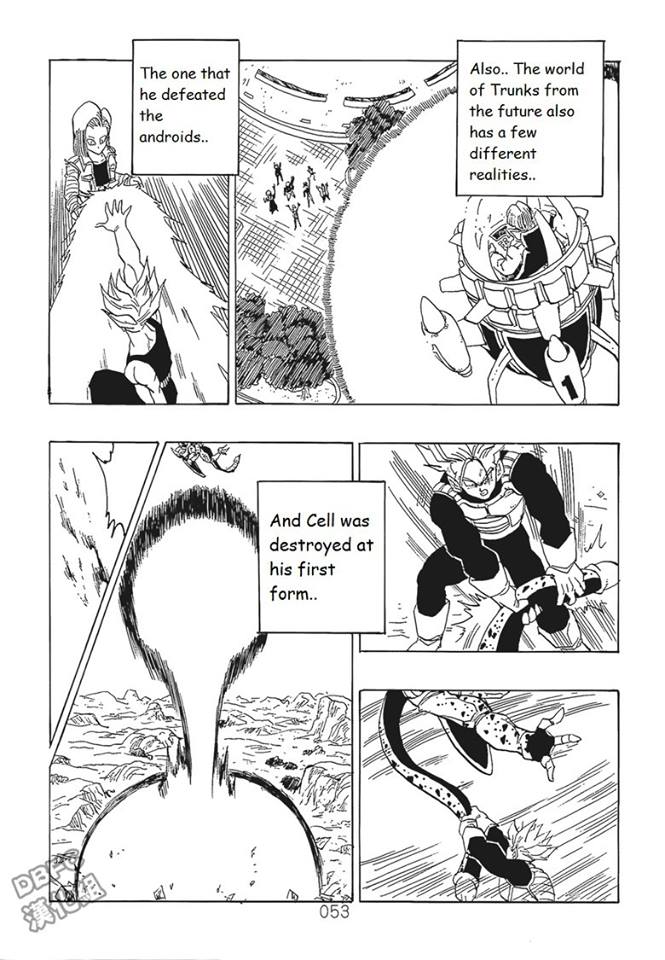 Also.. The world
of Trunks from
the future also
has a few
different
realities..
The one that
he defeated
the
androids..
1
And Cell was
destroyed at
his first
form..
DBFC
漢化組
053